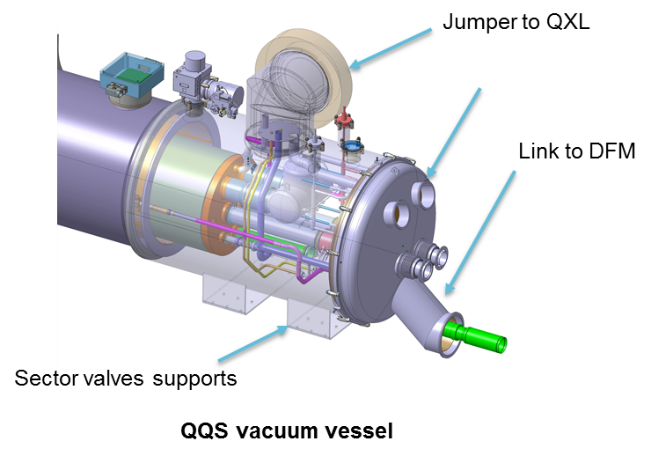 Jumper to QXL
Link to DFM
Sector valves supports
QQS vacuum vessel